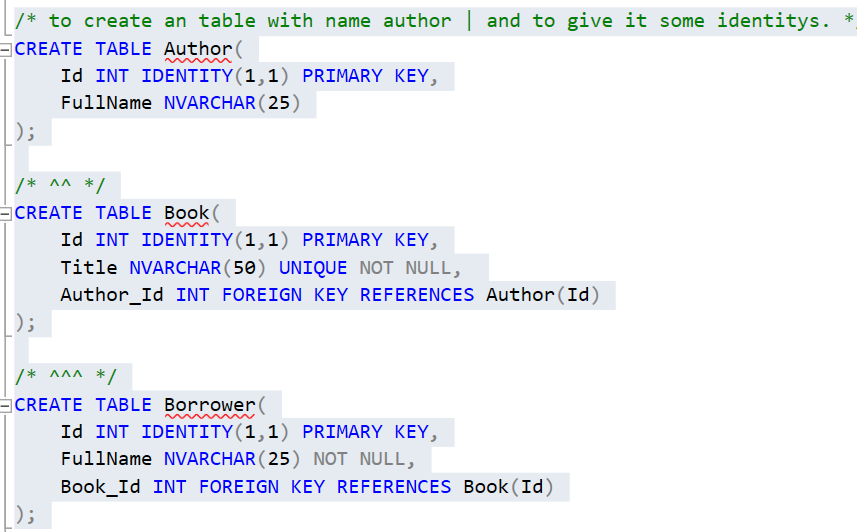 /* to create an table with name author | and to give it some identitys. *
CREATE TABLE Author(
    Id INT IDENTITY(1,1) PRIMARY KEY,
    FullName NVARCHAR(25)
);
/* ^^ */
CREATE TABLE Book(
    Id INT IDENTITY(1,1) PRIMARY KEY,
    Title NVARCHAR(50) UNIQUE NOT NULL,
    Author_Id INT FOREIGN KEY REFERENCES Author(Id)
);
/* ^^^ */
CREATE TABLE Borrower(
    Id INT IDENTITY(1,1) PRIMARY KEY,
    FullName NVARCHAR(25) NOT NULL,
    Book_Id INT FOREIGN KEY REFERENCES Book(Id)
);